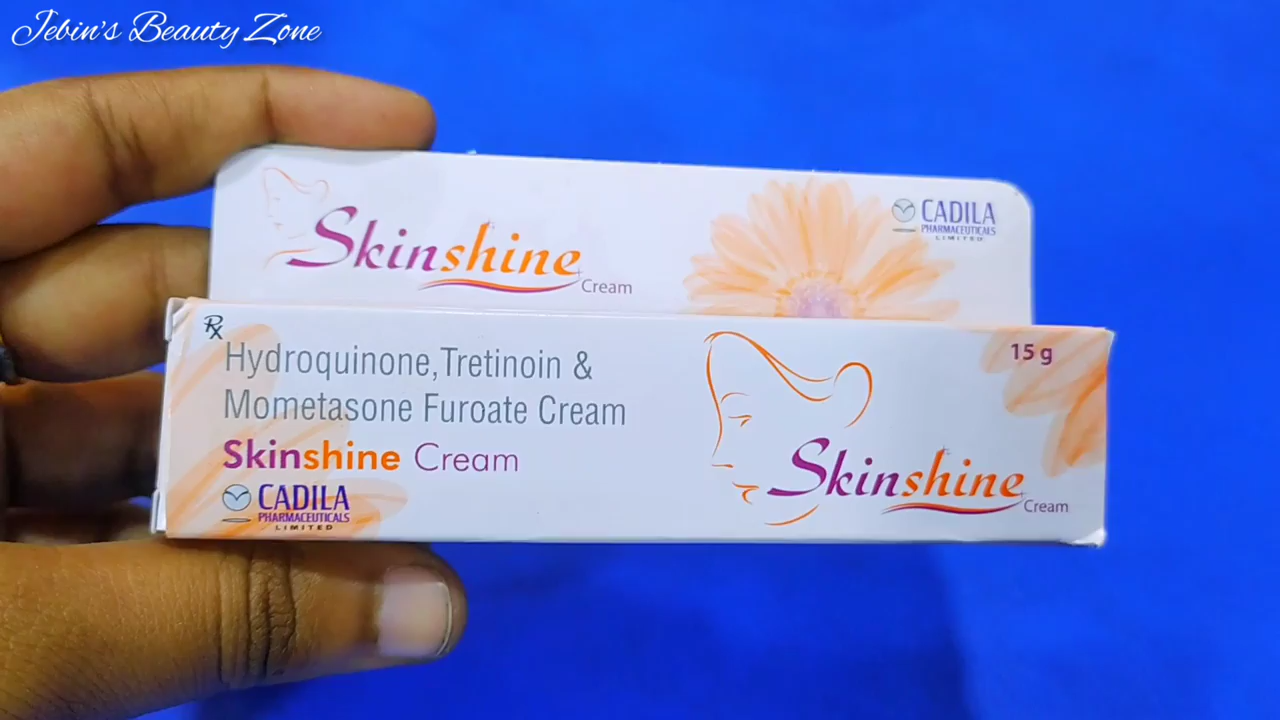 Jebin's Beauty Zone
Skinshine
Cream
CADILA
PHARMACEUTICALS
LIMITED
Rx
Hydroquinone, Tretinoin &
Mometasone Furoate Cream
Skinshine Cream
CADILA
PHARMACEUTICALS
LIMITED
15 g
Skinshine
Cream